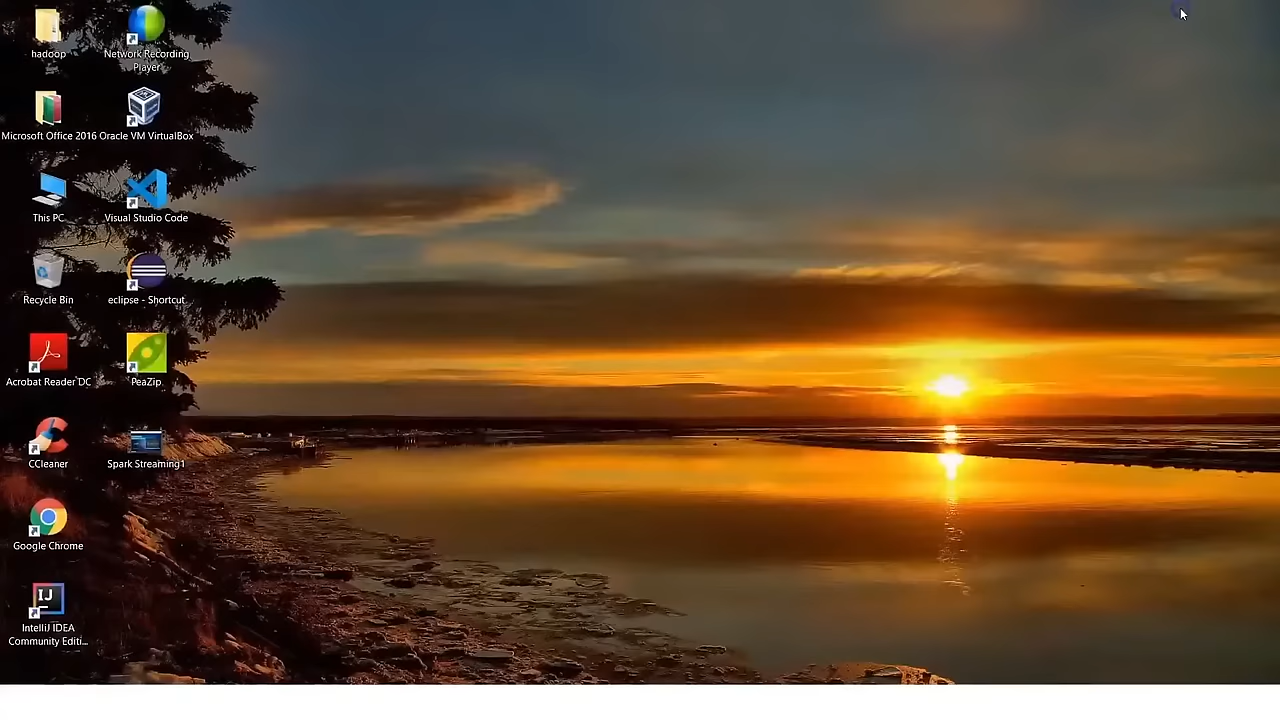 hadoop
Network Recording
Player
Microsoft Office 2016
Oracle VM VirtualBox
This PC
Visual Studio Code
Recycle Bin
eclipse - Shortcut
Acrobat Reader DC
PeaZip
CCleaner
Spark Streaming1
Google Chrome
IJ
IntelliJ IDEA
Community Editi...